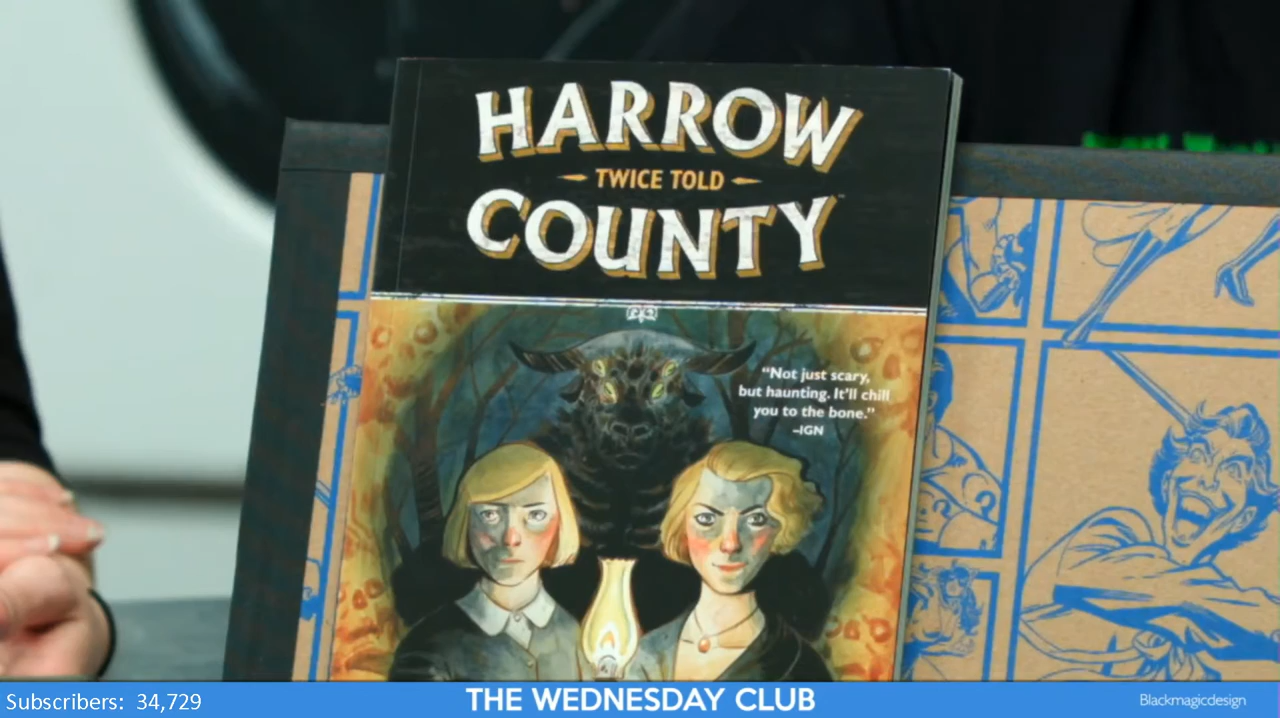 HARROW
TWICE TOLD
COUNTY
“Not just scary,
but haunting. It’ll chill
you to the bone.”
–IGN
Subscribers: 34,729
THE WEDNESDAY CLUB
Blackmagicdesign